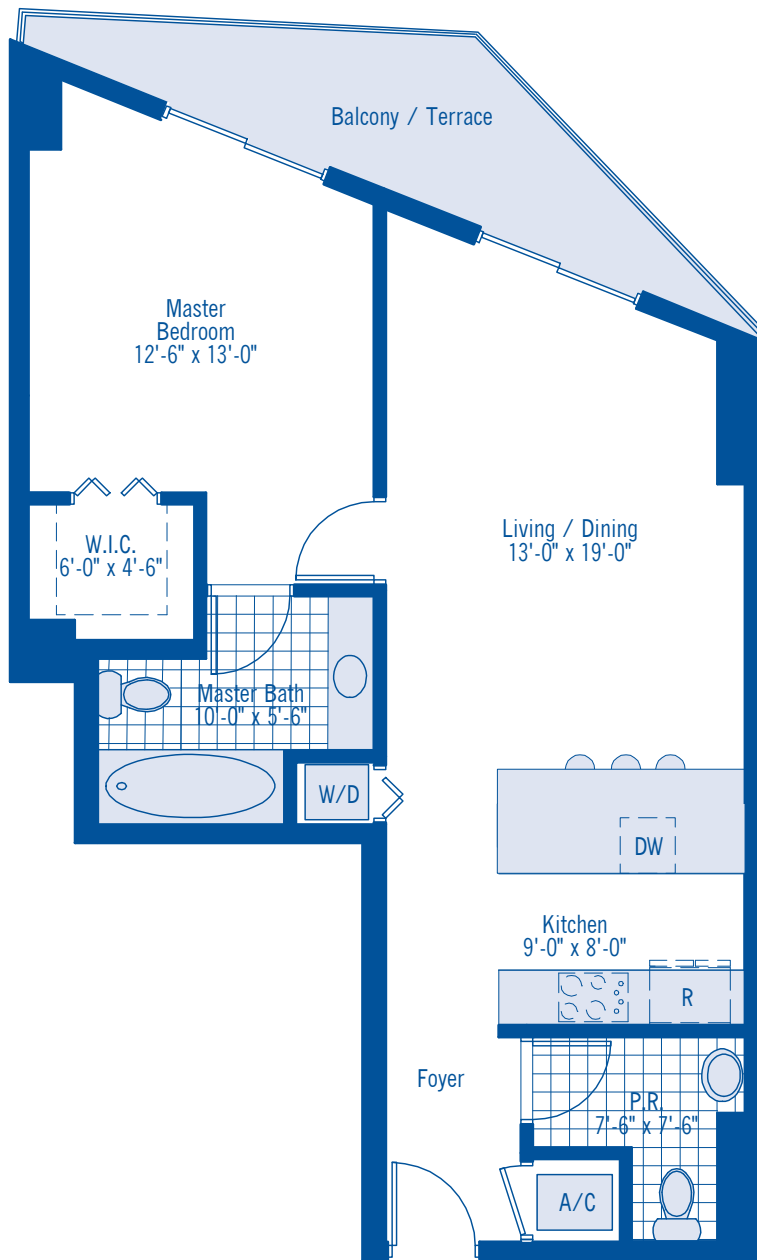 Balcony / Terrace
Master
Bedroom
12'-6" x 13'-0"
Living / Dining
13'-0" x 19'-0"
W.I.C.
6'-0" x 4'-6"
Master Bath
10'-0" x 5'-6"
W/D
DW
Kitchen
9'-0" x 8'-0"
R
Foyer
P.R.
7'-6" x 7'-6"
A/C